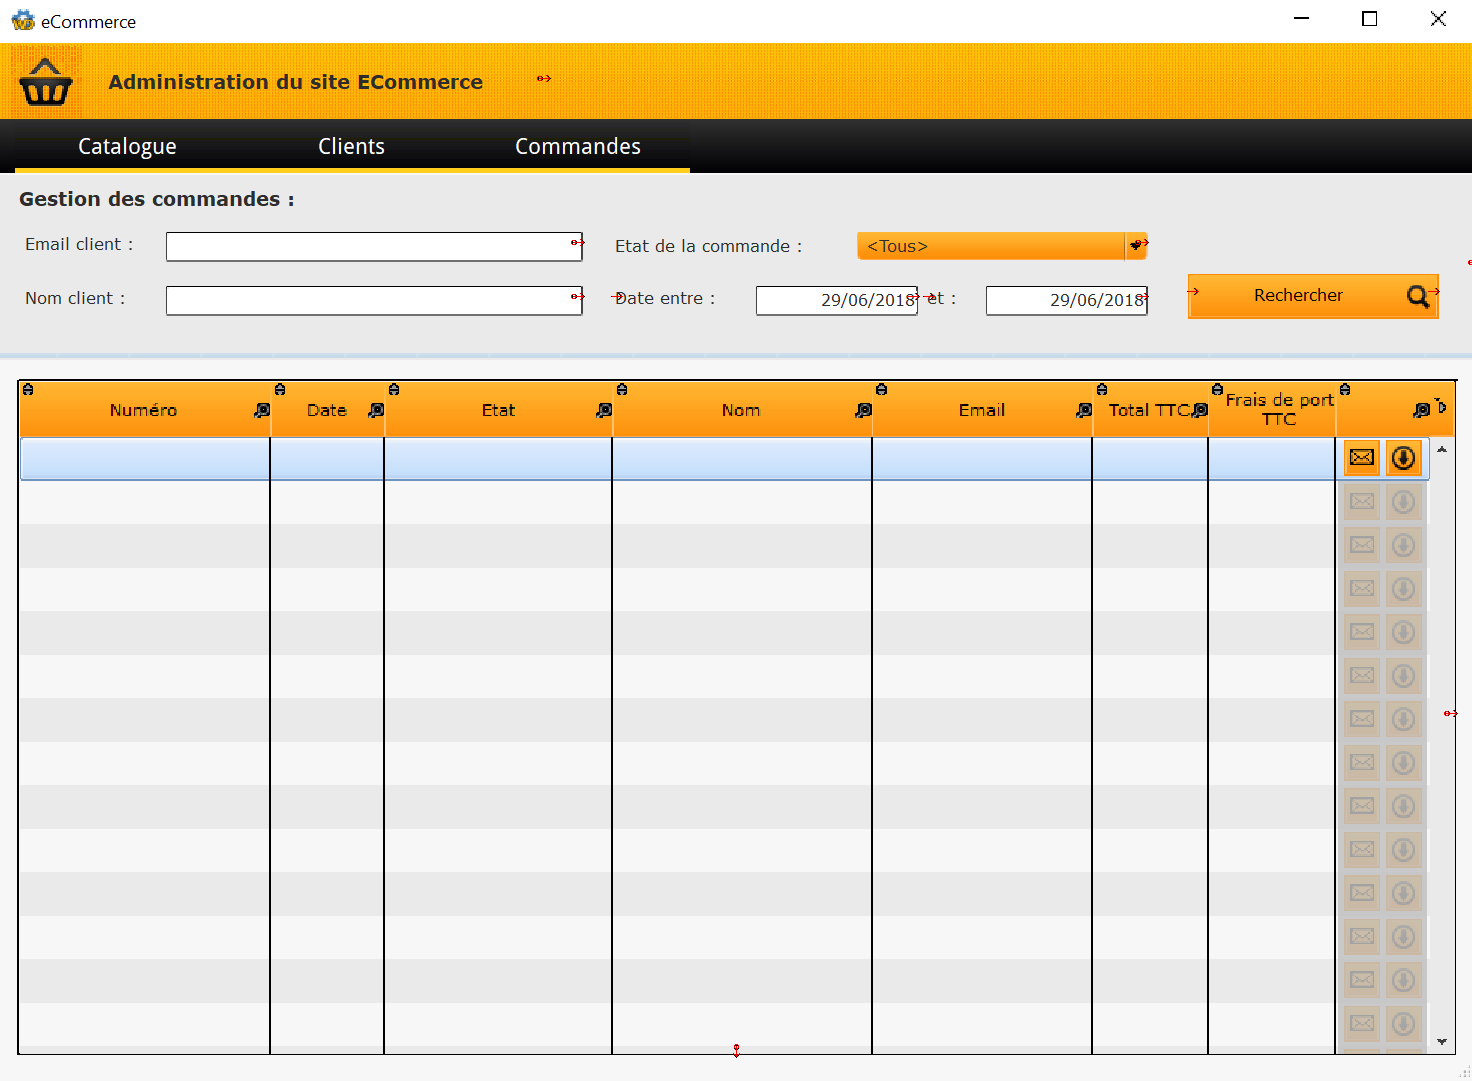 eCommerce
Administration du site ECommerce
Catalogue Clients Commandes
Gestion des commandes :
Email client : Etat de la commande : <Tous>
Nom client : Date entre : 29/06/2018 et : 29/06/2018 Rechercher
Numéro Date Etat Nom Email Total TTC Frais de port
TTC